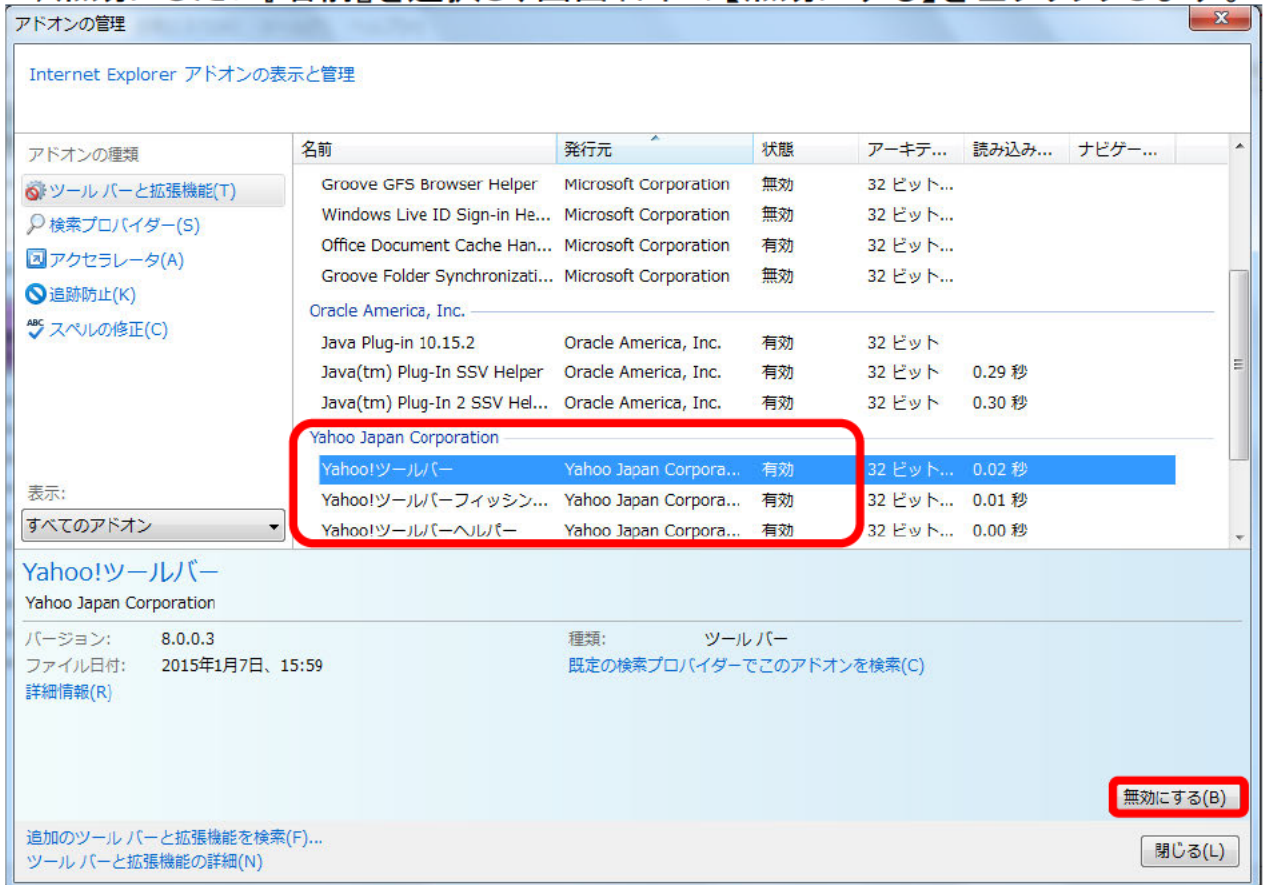 アドオンの管理
Internet Explorer アドオンの表示と管理
アドオンの種類
ツール バーと拡張機能(T)
検索プロバイダー(S)
アクセラレータ(A)
追跡防止(K)
ABC スペルの修正(C)
表示:
すべてのアドオン
名前 発行元 状態 アーキテ... 読み込み... ナビゲー...
Groove GFS Browser Helper Microsoft Corporation 無効 32 ビット...
Windows Live ID Sign-in He... Microsoft Corporation 無効 32 ビット...
Office Document Cache Han... Microsoft Corporation 有効 32 ビット...
Groove Folder Synchronizati... Microsoft Corporation 無効 32 ビット...
Oracle America, Inc.
Java Plug-in 10.15.2 Oracle America, Inc. 有効 32 ビット
Java(tm) Plug-In SSV Helper Oracle America, Inc. 有効 32 ビット 0.29 秒
Java(tm) Plug-In 2 SSV Hel... Oracle America, Inc. 有効 32 ビット 0.30 秒
Yahoo Japan Corporation
Yahoo!ツールバー Yahoo Japan Corpora... 有効 32 ビット... 0.02 秒
Yahoo!ツールバーフィッシン... Yahoo Japan Corpora... 有効 32 ビット... 0.01 秒
Yahoo!ツールバーヘルパー Yahoo Japan Corpora... 有効 32 ビット... 0.00 秒
Yahoo!ツールバー
Yahoo Japan Corporation
バージョン: 8.0.0.3
ファイル日付: 2015年1月7日、15:59
詳細情報(R)
種類: ツール バー
既定の検索プロバイダーでこのアドオンを検索(C)
無効にする(B)
追加のツール バーと拡張機能を検索(F)...
ツール バーと拡張機能の詳細(N)
閉じる(L)